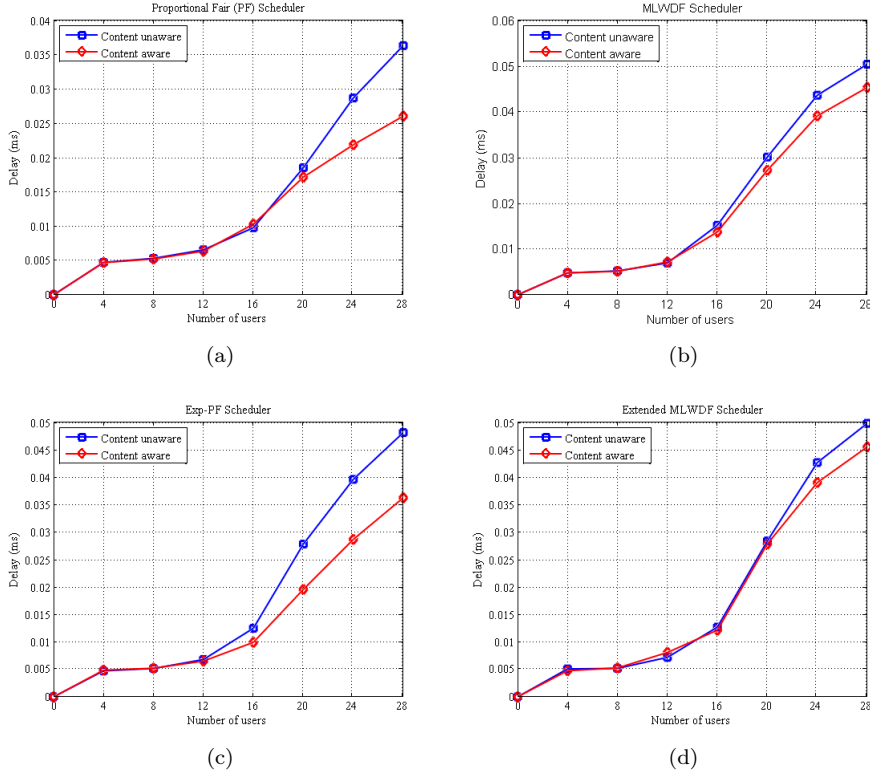 Proportional Fair (PF) Scheduler
0.04
0.035
0.03
0.025
0.02
0.015
0.01
0.005
0
Delay (ms)
Content unaware
Content aware
0 4 8 12 16 20 24 28
Number of users
(a)
MLWDF Scheduler
0.06
0.05
0.04
0.03
0.02
0.01
0
Delay (ms)
Content unaware
Content aware
0 4 8 12 16 20 24 28
Number of users
(b)
Exp-PF Scheduler
0.05
0.045
0.04
0.035
0.03
0.025
0.02
0.015
0.01
0.005
0
Delay (ms)
Content unaware
Content aware
0 4 8 12 16 20 24 28
Number of users
(c)
Extended MLWDF Scheduler
0.05
0.045
0.04
0.035
0.03
0.025
0.02
0.015
0.01
0.005
0
Delay (ms)
Content unaware
Content aware
0 4 8 12 16 20 24 28
Number of users
(d)